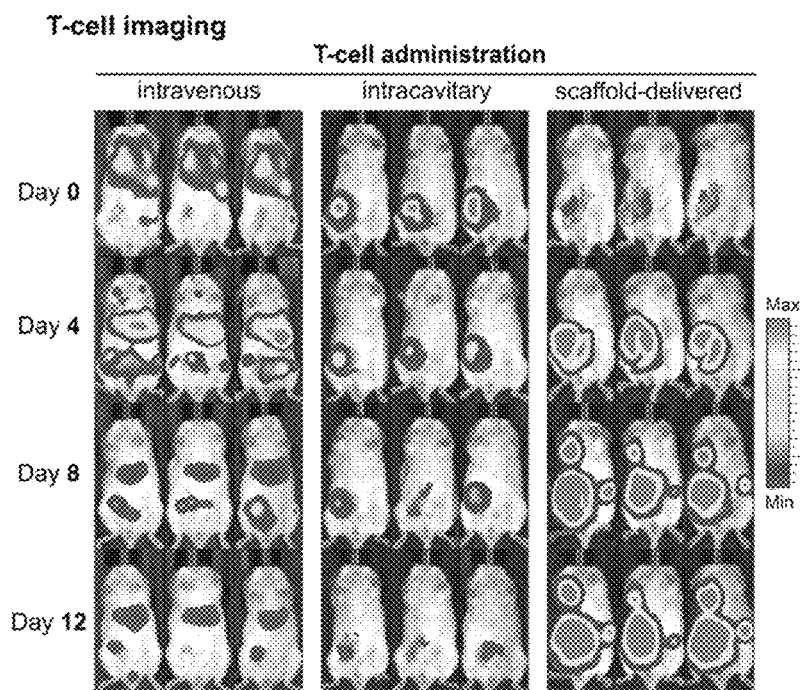 T-cell imaging
T-cell administration
intravenous intracavitary scaffold-delivered
Day 0
Day 4
Max
Day 8
Min
Day 12